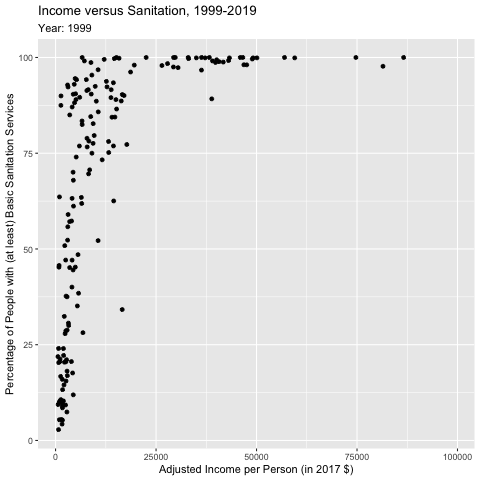 Income versus Sanitation, 1999-2019
Year: 1999
Percentage of People with (at least) Basic Sanitation Services
100
75
50
25
0
0 25000 50000 75000 100000
Adjusted Income per Person (in 2017 $)